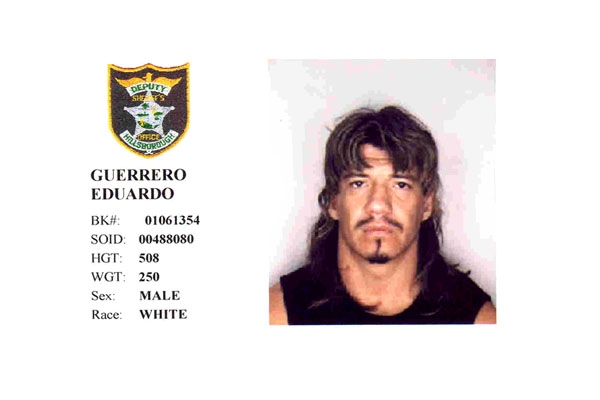 DEPUTY
SHERIFF'S
OFFICE
HILLSBOROUGH
GUERRERO
EDUARDO
BK#: 01061354
SOID: 00488080
HGT: 508
WGT: 250
Sex: MALE
Race: WHITE